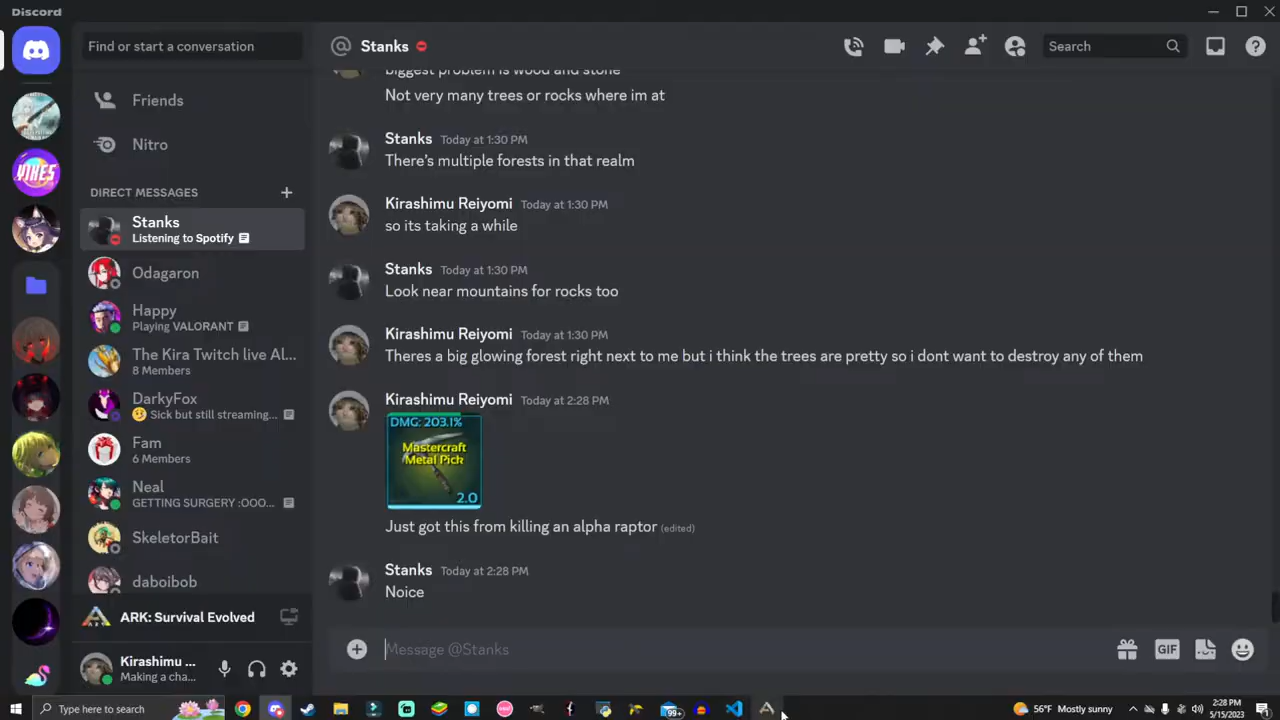 Discord
Find or start a conversation
Friends
Nitro
DIRECT MESSAGES
Stanks
Listening to Spotify
Odagaron
Happy
Playing VALORANT
The Kira Twitch live Al...
8 Members
DarkyFox
Sick but still streaming...
Fam
6 Members
Neal
GETTING SURGERY :OOO...
SkeletorBait
daboibob
ARK: Survival Evolved
Kirashimu ...
Making a cha...
Stanks
Search
biggest problem is wood and stone
Not very many trees or rocks where im at
Stanks Today at 1:30 PM
There's multiple forests in that realm
Kirashimu Reiyomi Today at 1:30 PM
so its taking a while
Stanks Today at 1:30 PM
Look near mountains for rocks too
Kirashimu Reiyomi Today at 1:30 PM
Theres a big glowing forest right next to me but i think the trees are pretty so i dont want to destroy any of them
Kirashimu Reiyomi Today at 2:28 PM
DMG: 203.1%
Mastercraft
Metal Pick
2.0
Just got this from killing an alpha raptor (edited)
Stanks Today at 2:28 PM
Noice
Message @Stanks
GIF
YIKES
Type here to search
99+
56°F Mostly sunny
2:28 PM
5/15/2023